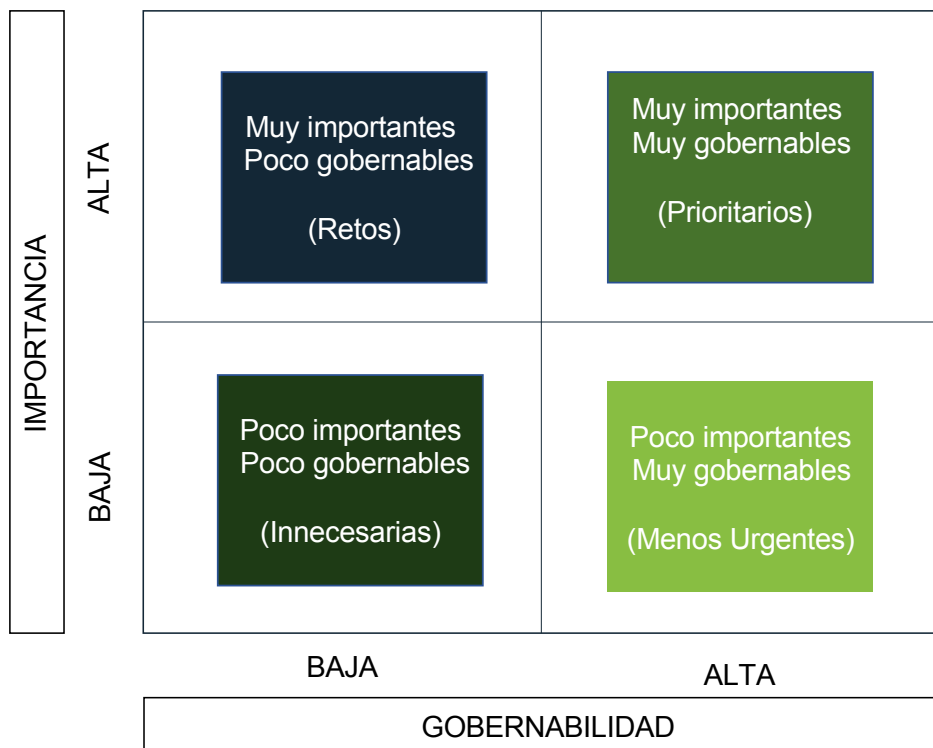 IMPORTANCIA
ALTA
Muy importantes
Poco gobernables
(Retos)
Muy importantes
Muy gobernables
(Prioritarios)
BAJA
Poco importantes
Poco gobernables
(Innecesarias)
Poco importantes
Muy gobernables
(Menos Urgentes)
BAJA
ALTA
GOBERNABILIDAD